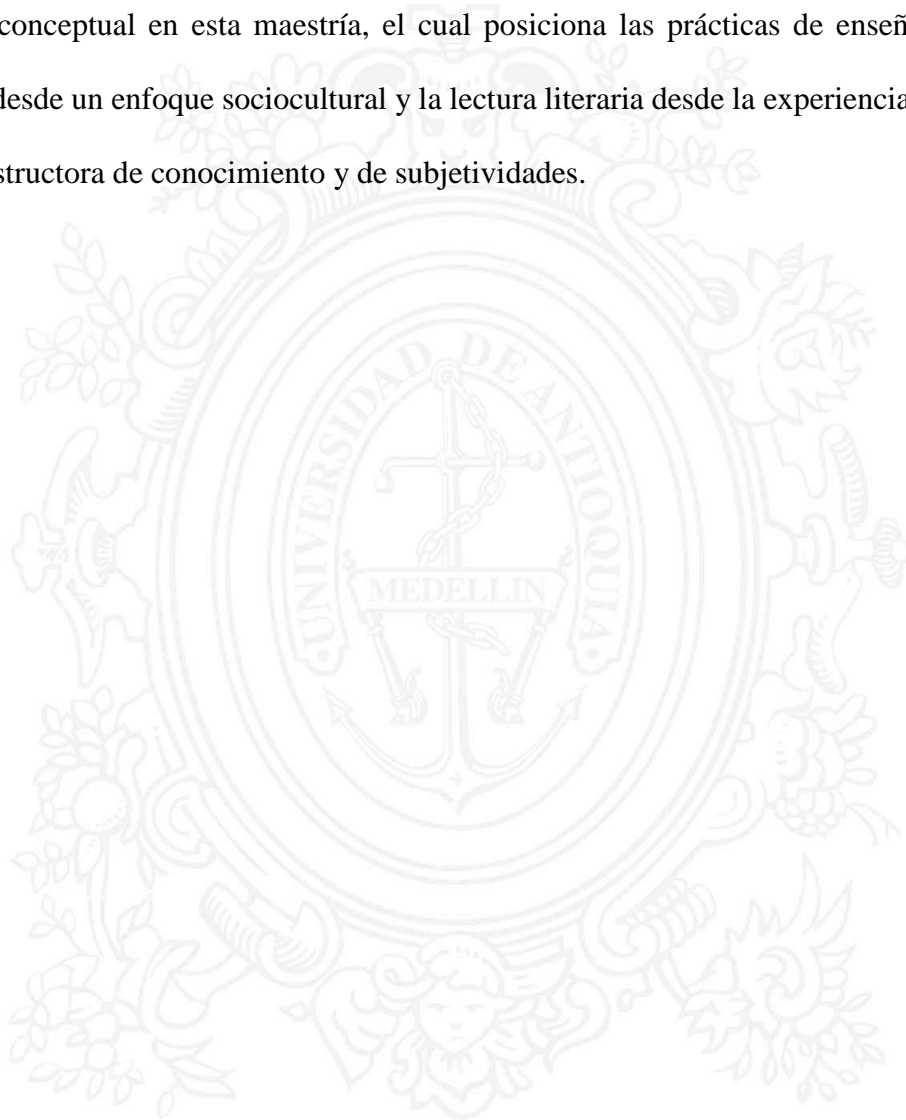 conceptual en esta maestría, el cual posiciona las prácticas de enseñ
desde un enfoque sociocultural y la lectura literaria desde la experiencia
structora de conocimiento y de subjetividades.
UNIVERSIDAD DE ANTIOQUIA
MEDELLIN